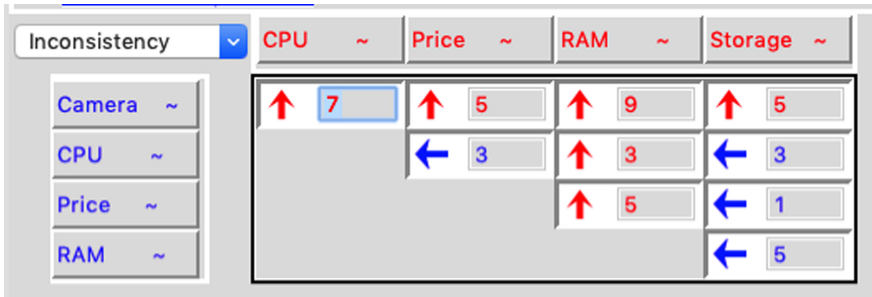 Inconsistency CPU ~ Price ~ RAM ~ Storage ~
Camera ~ 7 5 9 5
CPU ~ 3 3 3
Price ~ 5 1
RAM ~ 5